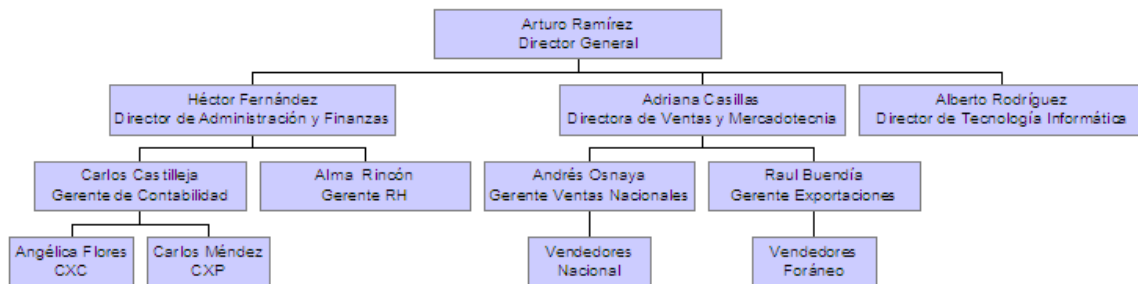 Arturo Ramírez
Director General
Héctor Fernández
Director de Administración y Finanzas
Adriana Casillas
Directora de Ventas y Mercadotecnia
Alberto Rodríguez
Director de Tecnología Informática
Carlos Castilleja
Gerente de Contabilidad
Alma Rincón
Gerente RH
Andrés Osnaya
Gerente Ventas Nacionales
Raul Buendía
Gerente Exportaciones
Angélica Flores
CXC
Carlos Méndez
CXP
Vendedores
Nacional
Vendedores
Foráneo